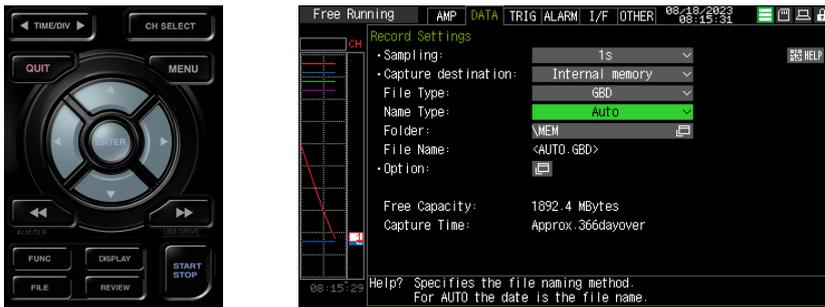 TIME/DIV
CH SELECT
QUIT
MENU
ENTER
ALM CLR
USB DRIVE
FUNC
DISPLAY
START
STOP
FILE
REVIEW
Free Running
AMP DATA TRIG ALARM I/F OTHER
08/18/2023
08:15:31
CH
Record Settings
・Sampling: 1s
HELP
・Capture destination: Internal memory
File Type: GBD
Name Type: Auto
Folder: \MEM
File Name: <AUTO.GBD>
・Option:
Free Capacity: 1892.4 MBytes
Capture Time: Approx.366dayover
1
08:15:29
Help? Specifies the file naming method.
For AUTO the date is the file name.